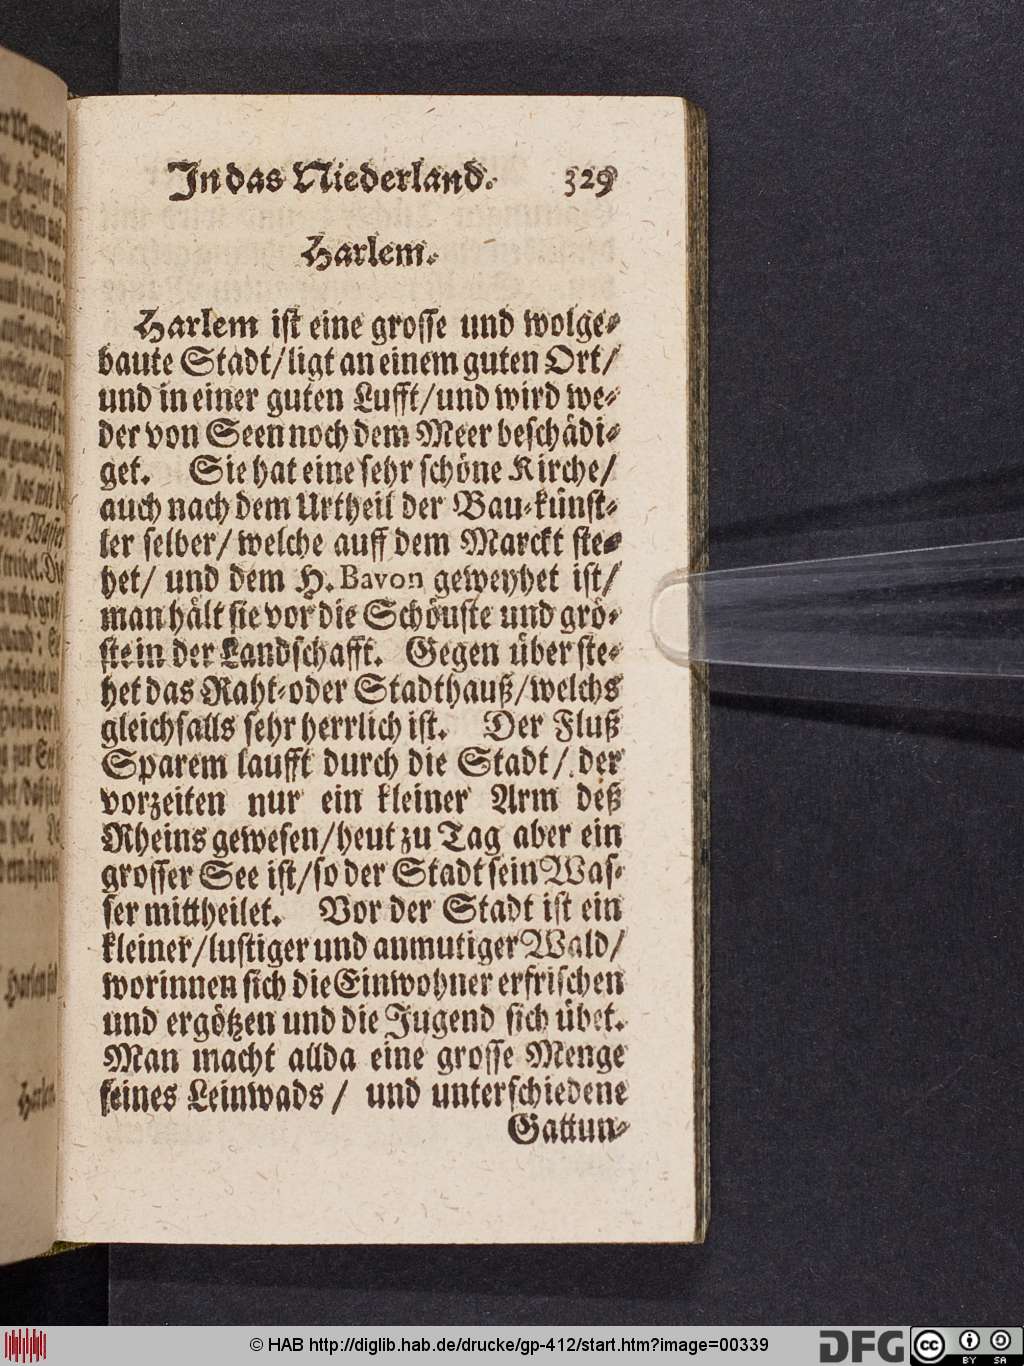 In das Niederland. 329
Harlem.
Harlem ist eine grosse und wolge-
baute Stadt/ligt an einem guten Ort/
und in einer guten Lufft/und wird we-
der von Seen noch dem Meer beschädi-
get. Sie hat eine sehr schöne Kirche/
auch nach dem Urtheil der Bau-künst-
ler selber/welche auff dem Marckt ste-
het/ und dem H. Bavon geweyhet ist/
man hält sie vor die Schönste und grö-
ste in der Landschafft. Gegen über ste-
het das Raht-oder Stadthauß/welchs
gleichfalls sehr herrlich ist. Der Fluß
Sparem laufft durch die Stadt/ der
vorzeiten nur ein kleiner Arm deß
Rheins gewesen/heut zu Tag aber ein
grosser See ist/so der Stadt sein Was-
ser mittheilet. Vor der Stadt ist ein
kleiner/lustiger und anmutiger Wald/
worinnen sich die Einwohner erfrischen
und ergötzen und die Jugend sich übet.
Man macht allda eine grosse Menge
feines Leinwads / und unterschiedene
Gattun-
© HAB http://diglib.hab.de/drucke/gp-412/start.htm?image=00339
DFG
cc BY SA